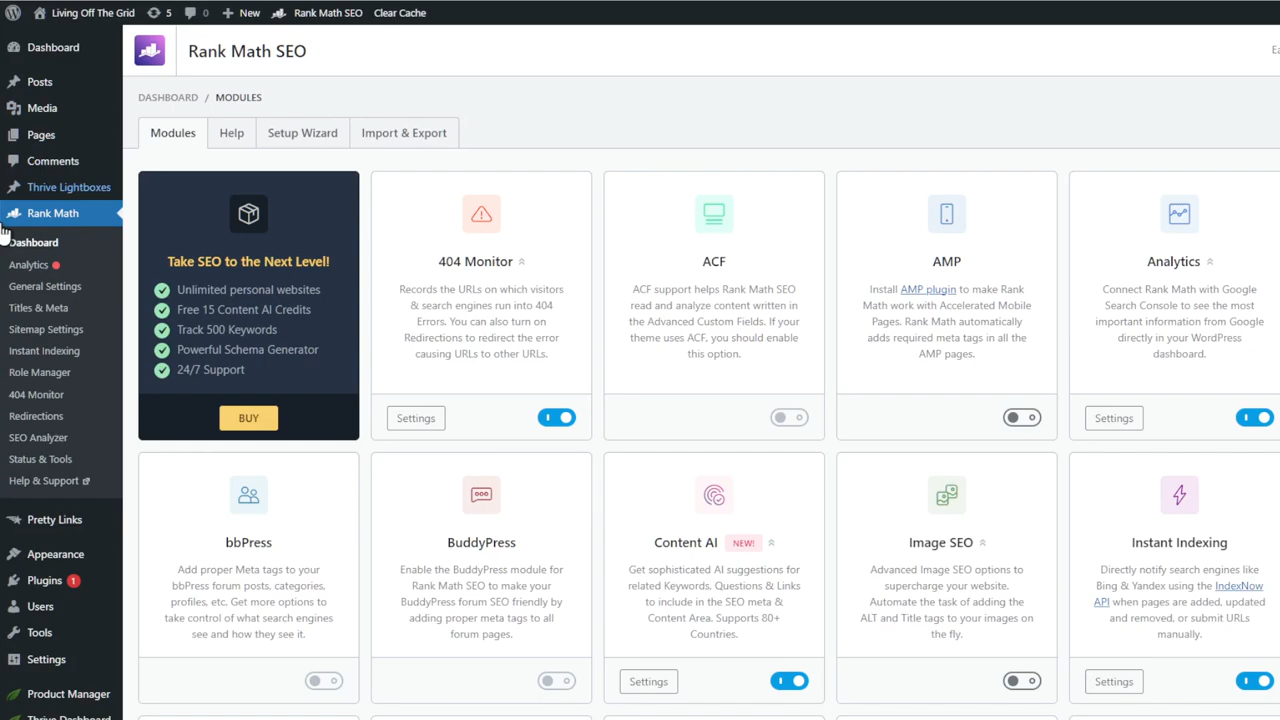 Living Off The Grid
5
0
New
Rank Math SEO
Clear Cache
Dashboard
Posts
Media
Pages
Comments
Thrive Lightboxes
Rank Math
Dashboard
Analytics
General Settings
Titles & Meta
Sitemap Settings
Instant Indexing
Role Manager
404 Monitor
Redirections
SEO Analyzer
Status & Tools
Help & Support
Pretty Links
Appearance
Plugins 1
Users
Tools
Settings
Product Manager
Thrive Dashboard
Rank Math SEO
Ea
DASHBOARD / MODULES
Modules
Help
Setup Wizard
Import & Export
Take SEO to the Next Level!
Unlimited personal websites
Free 15 Content AI Credits
Track 500 Keywords
Powerful Schema Generator
24/7 Support
BUY
404 Monitor
Records the URLs on which visitors
& search engines run into 404
Errors. You can also turn on
Redirections to redirect the error
causing URLs to other URLs.
Settings
ACF
ACF support helps Rank Math SEO
read and analyze content written in
the Advanced Custom Fields. If your
theme uses ACF, you should enable
this option.
AMP
Install AMP plugin to make Rank
Math work with Accelerated Mobile
Pages. Rank Math automatically
adds required meta tags in all the
AMP pages.
Analytics
Connect Rank Math with Google
Search Console to see the most
important information from Google
directly in your WordPress
dashboard.
Settings
bbPress
Add proper Meta tags to your
bbPress forum posts, categories,
profiles, etc. Get more options to
take control of what search engines
see and how they see it.
BuddyPress
Enable the BuddyPress module for
Rank Math SEO to make your
BuddyPress forum SEO friendly by
adding proper meta tags to all
forum pages.
Content AI NEW!
Get sophisticated AI suggestions for
related Keywords, Questions & Links
to include in the SEO meta &
Content Area. Supports 80+
Countries.
Settings
Image SEO
Advanced Image SEO options to
supercharge your website.
Automate the task of adding the
ALT and Title tags to your images on
the fly.
Instant Indexing
Directly notify search engines like
Bing & Yandex using the IndexNow
API when pages are added, updated
and removed, or submit URLs
manually.
Settings